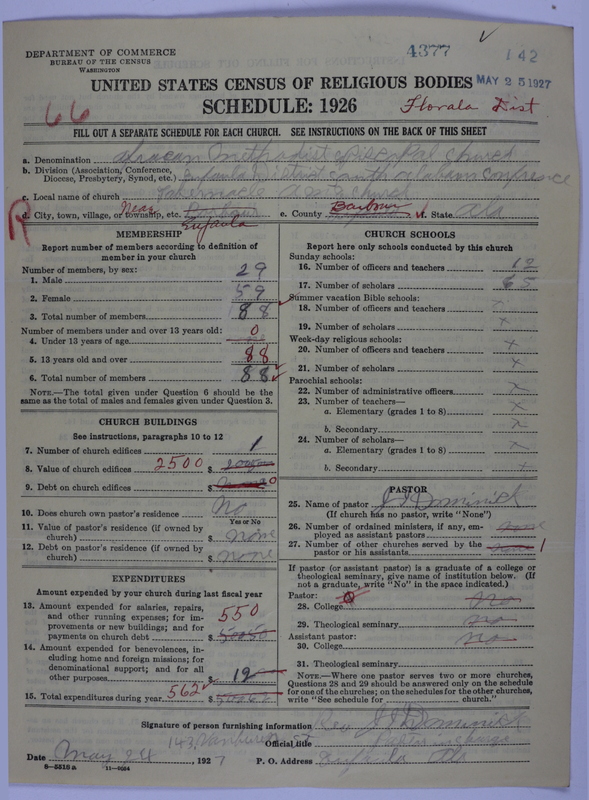 4377
142
DEPARTMENT OF COMMERCE
BUREAU OF THE CENSUS
WASHINGTON
MAY 25 1927
UNITED STATES CENSUS OF RELIGIOUS BODIES
SCHEDULE: 1926
66
Florala Dist
FILL OUT A SEPARATE SCHEDULE FOR EACH CHURCH. SEE INSTRUCTIONS ON THE BACK OF THIS SHEET
a. Denomination African methodist episcopal church
b. Division (Association, Conference,
Diocese, Presbytery, Synod, etc.) Eufaula District south alabama conference
c. Local name of church Tabernacle church
R
d. City, town, village, or township, etc. near Eufaula
e. County Barbour
f. State Ala
MEMBERSHIP
Report number of members according to definition of
member in your church
Number of members, by sex:
1. Male 29
2. Female 59
3. Total number of members 88
Number of members under and over 13 years old:
4. Under 13 years of age 0
5. 13 years old and over 88
6. Total number of members 88
NOTE.—The total given under Question 6 should be the
same as the total of males and females given under Question 3.
CHURCH BUILDINGS
See instructions, paragraphs 10 to 12
7. Number of church edifices 1
8. Value of church edifices 2500 $
9. Debt on church edifices $ 0
10. Does church own pastor's residence No
Yes or No
11. Value of pastor's residence (if owned by
church) $ none
12. Debt on pastor's residence (if owned by
church) $ none
EXPENDITURES
Amount expended by your church during last fiscal year
13. Amount expended for salaries, repairs,
and other running expenses; for im-
provements or new buildings; and for
payments on church debt 550 $
14. Amount expended for benevolences, in-
cluding home and foreign missions; for
denominational support; and for all
other purposes $ 12
15. Total expenditures during year 562 $
CHURCH SCHOOLS
Report here only schools conducted by this church
Sunday schools:
16. Number of officers and teachers 12
17. Number of scholars 65
Summer vacation Bible schools:
18. Number of officers and teachers x
19. Number of scholars x
Week-day religious schools:
20. Number of officers and teachers x
21. Number of scholars x
Parochial schools:
22. Number of administrative officers x
23. Number of teachers—
a. Elementary (grades 1 to 8) x
b. Secondary x
24. Number of scholars—
a. Elementary (grades 1 to 8) x
b. Secondary x
PASTOR
25. Name of pastor J J Dominick
(If church has no pastor, write "None")
26. Number of ordained ministers, if any, em-
ployed as assistant pastors
27. Number of other churches served by the
pastor or his assistants 1
If pastor (or assistant pastor) is a graduate of a college or
theological seminary, give name of institution below. (If
not a graduate, write "No" in the space indicated.)
Pastor:
28. College No
29. Theological seminary no
Assistant pastor:
30. College no
31. Theological seminary
NOTE.—Where one pastor serves two or more churches,
Questions 28 and 29 should be answered only on the schedule
for one of the churches; on the schedules for the other churches,
write "See schedule for church."
Signature of person furnishing information Rev J J Dominick
143 Vanburen st
Official title
Date May 24, 1927
P. O. Address Eufaula Ala
8—5516 a
11—9054